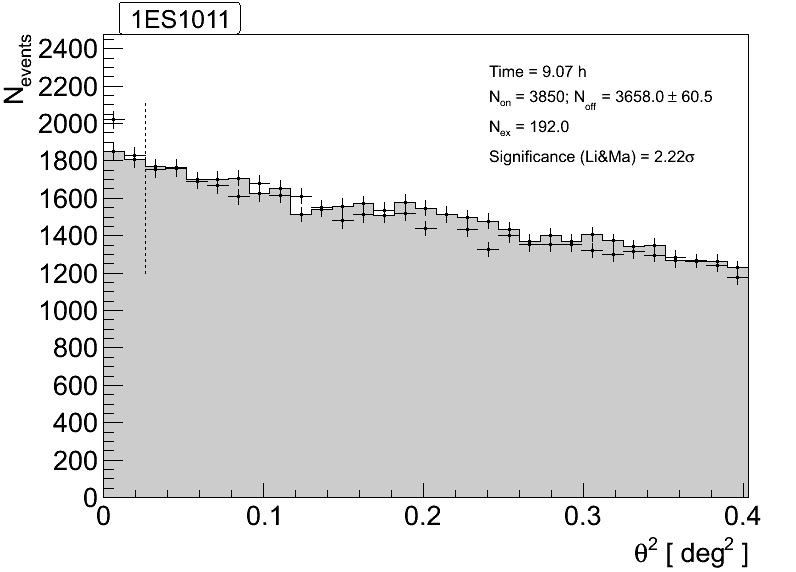 1ES1011
N_events
2400
2200
2000
1800
1600
1400
1200
1000
800
600
400
200
0
Time = 9.07 h
N_on = 3850; N_off = 3658.0 ± 60.5
N_ex = 192.0
Significance (Li&Ma) = 2.22σ
0 0.1 0.2 0.3 0.4
θ² [ deg² ]